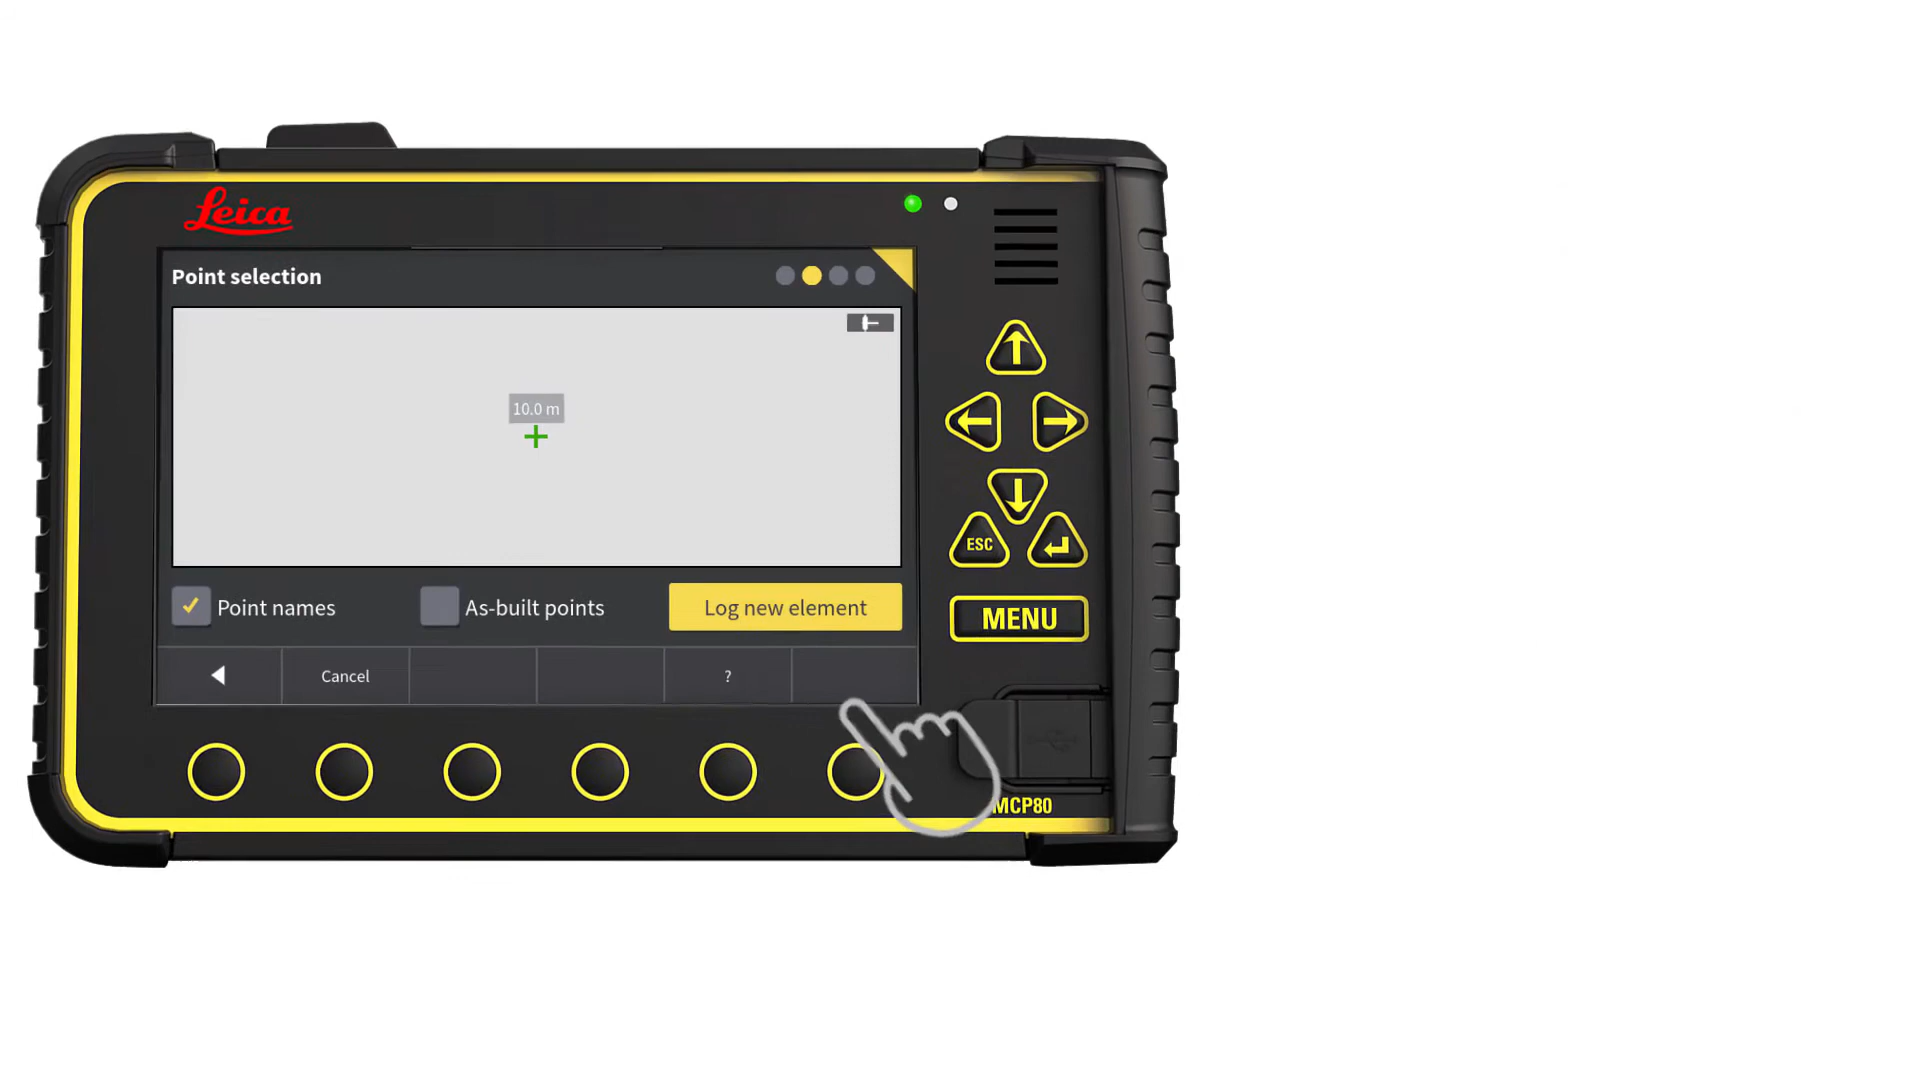 Leica
Point selection
10.0 m
Point names
As-built points
Log new element
Cancel
?
ESC
MENU
MCP80